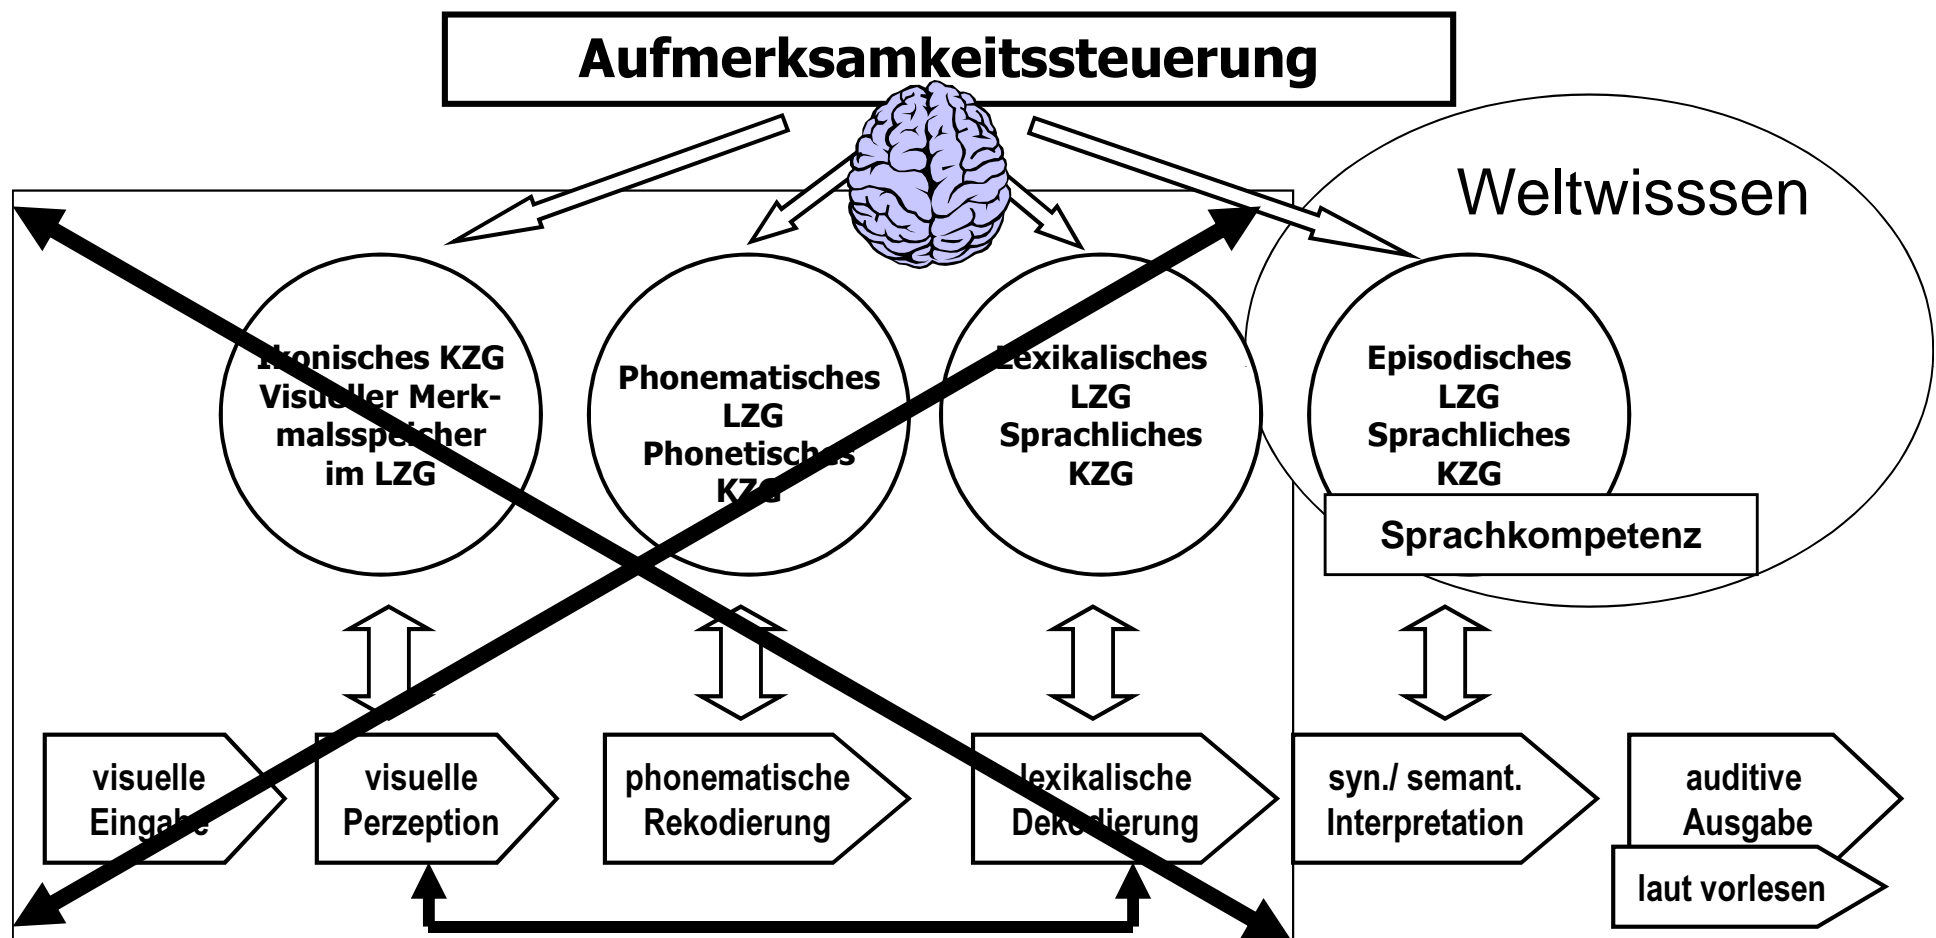 Aufmerksamkeitssteuerung
Weltwisssen
Ikonisches KZG
Visueller Merk-
malsspeicher
im LZG
Phonematisches
LZG
Phonetisches
KZG
Lexikalisches
LZG
Sprachliches
KZG
Episodisches
LZG
Sprachliches
KZG
Sprachkompetenz
visuelle
Eingabe
visuelle
Perzeption
phonematische
Rekodierung
lexikalische
Dekodierung
syn./ semant.
Interpretation
auditive
Ausgabe
laut vorlesen